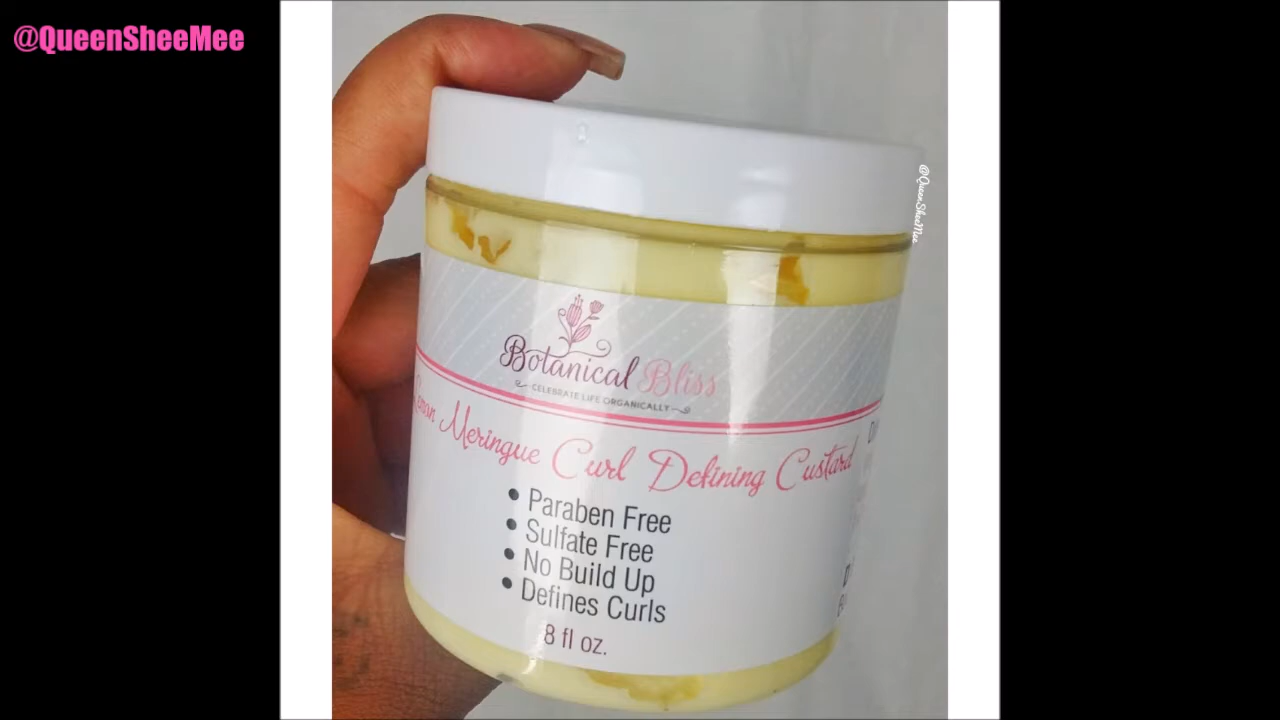 @QueenSheeMee
@QueenSheeMee
Botanical Bliss
CELEBRATE LIFE ORGANICALLY
Meringue Curl Defining Custard
• Paraben Free
• Sulfate Free
• No Build Up
• Defines Curls
8 fl oz.